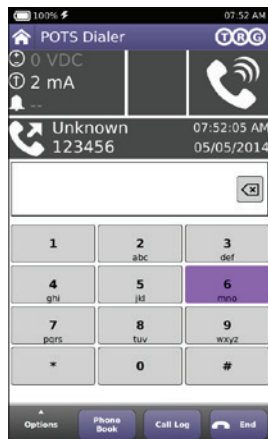 100% 07:52 AM
POTS Dialer TRG
0 VDC
2 mA
--
Unknown 07:52:05 AM
123456 05/05/2014
1 2 3
abc def
4 5 6
ghi jkl mno
7 8 9
pqrs tuv wxyz
* 0 #
Options Phone Book Call Log End